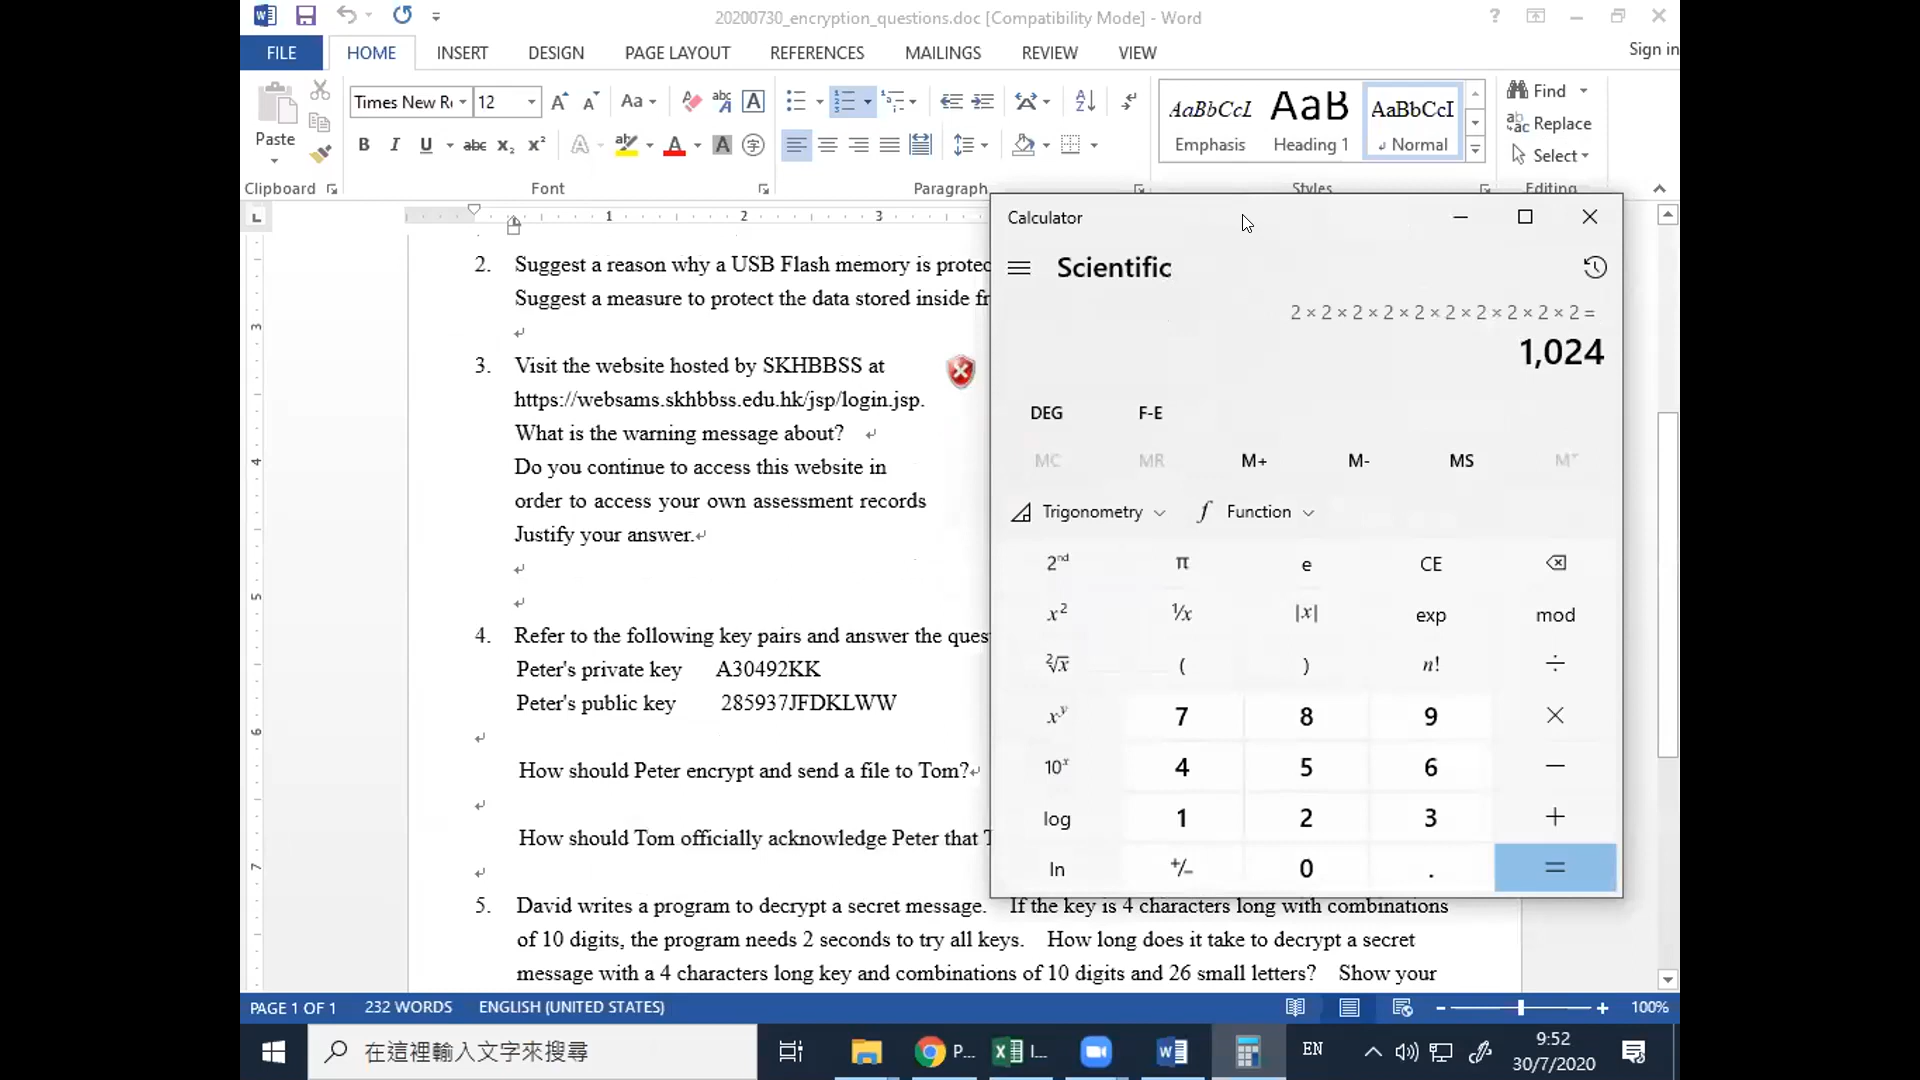 20200730_encryption_questions.doc [Compatibility Mode] - Word
FILE HOME INSERT DESIGN PAGE LAYOUT REFERENCES MAILINGS REVIEW VIEW Sign in
Paste
Times New R 12
Clipboard Font Paragraph Styles Editing
AaBbCcI AaB AaBbCcI
Emphasis Heading 1 Normal
Find
Replace
Select
1 2 3
2. Suggest a reason why a USB Flash memory is protec
Suggest a measure to protect the data stored inside fr
3. Visit the website hosted by SKHBBSS at
https://websams.skhbbss.edu.hk/jsp/login.jsp.
What is the warning message about?
Do you continue to access this website in
order to access your own assessment records
Justify your answer.
4. Refer to the following key pairs and answer the ques
Peter's private key A30492KK
Peter's public key 285937JFDKLWW
How should Peter encrypt and send a file to Tom?
How should Tom officially acknowledge Peter that T
5. David writes a program to decrypt a secret message. If the key is 4 characters long with combinations
of 10 digits, the program needs 2 seconds to try all keys. How long does it take to decrypt a secret
message with a 4 characters long key and combinations of 10 digits and 26 small letters? Show your
3
4
5
6
7
Calculator
Scientific
2 × 2 × 2 × 2 × 2 × 2 × 2 × 2 × 2 × 2 =
1,024
DEG F-E
MC MR M+ M- MS M˅
Trigonometry Function
2nd π e CE
x² ¹/x |x| exp mod
²√x ( ) n! ÷
xʸ 7 8 9 ×
10ˣ 4 5 6 −
log 1 2 3 +
ln +/− 0 . =
PAGE 1 OF 1 232 WORDS ENGLISH (UNITED STATES) 100%
在這裡輸入文字來搜尋
P... I...
EN
9:52
30/7/2020